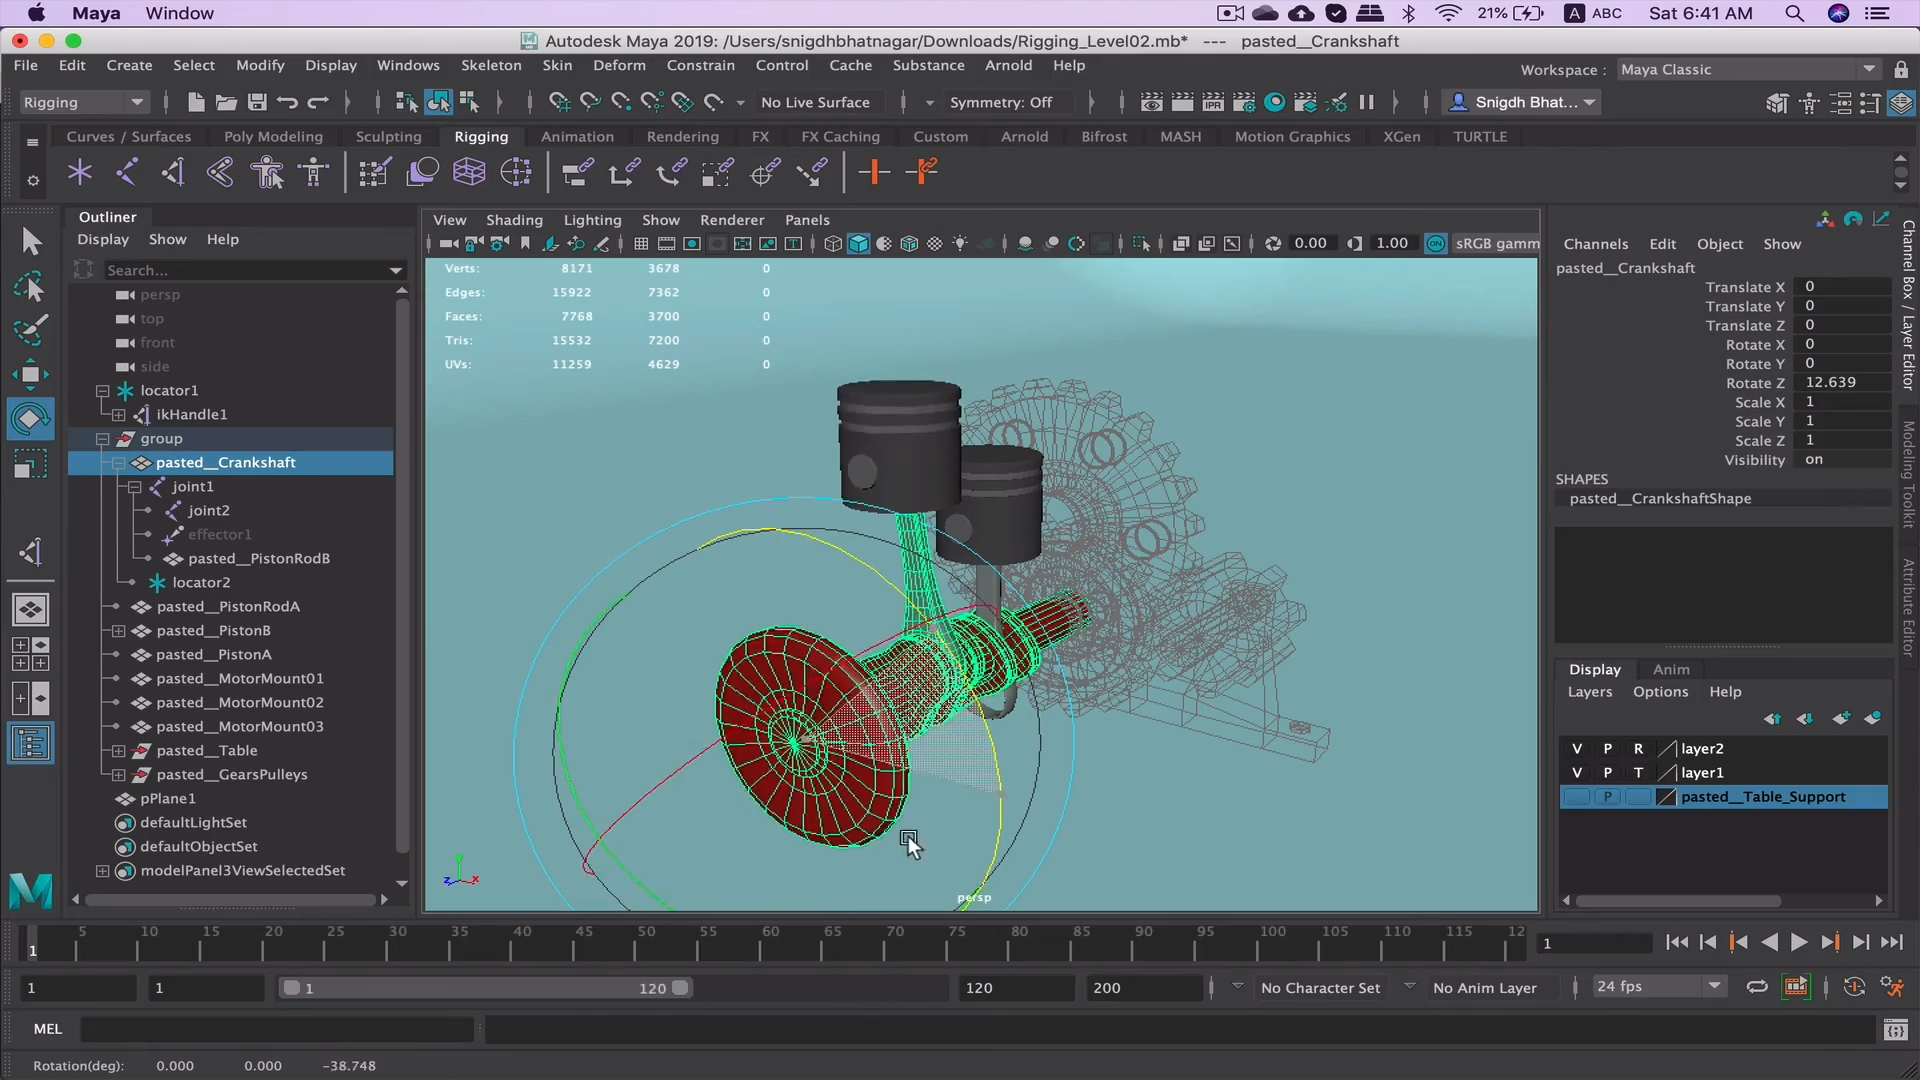 Maya Window 21% A ABC Sat 6:41 AM
Autodesk Maya 2019: /Users/snigdhbhatnagar/Downloads/Rigging_Level02.mb* --- pasted__Crankshaft
File Edit Create Select Modify Display Windows Skeleton Skin Deform Constrain Control Cache Substance Arnold Help Workspace : Maya Classic
Rigging No Live Surface Symmetry: Off IPR Snigdh Bhat...
Curves / Surfaces Poly Modeling Sculpting Rigging Animation Rendering FX FX Caching Custom Arnold Bifrost MASH Motion Graphics XGen TURTLE
Outliner
Display Show Help
Search...
persp
top
front
side
locator1
ikHandle1
group
pasted__Crankshaft
joint1
joint2
effector1
pasted__PistonRodB
locator2
pasted__PistonRodA
pasted__PistonB
pasted__PistonA
pasted__MotorMount01
pasted__MotorMount02
pasted__MotorMount03
pasted__Table
pasted__GearsPulleys
pPlane1
defaultLightSet
defaultObjectSet
modelPanel3ViewSelectedSet
View Shading Lighting Show Renderer Panels
0.00 1.00 ON sRGB gamm
Verts: 8171 3678 0
Edges: 15922 7362 0
Faces: 7768 3700 0
Tris: 15532 7200 0
UVs: 11259 4629 0
y
z x
persp
Channels Edit Object Show
pasted__Crankshaft
Translate X 0
Translate Y 0
Translate Z 0
Rotate X 0
Rotate Y 0
Rotate Z 12.639
Scale X 1
Scale Y 1
Scale Z 1
Visibility on
SHAPES
pasted__CrankshaftShape
Display Anim
Layers Options Help
V P R layer2
V P T layer1
P pasted__Table_Support
Channel Box / Layer Editor
Modeling Toolkit
Attribute Editor
1 5 10 15 20 25 30 35 40 45 50 55 60 65 70 75 80 85 90 95 100 105 110 115 12
1
1 1 1 120 120 200 No Character Set No Anim Layer 24 fps
MEL
Rotation(deg): 0.000 0.000 -38.748